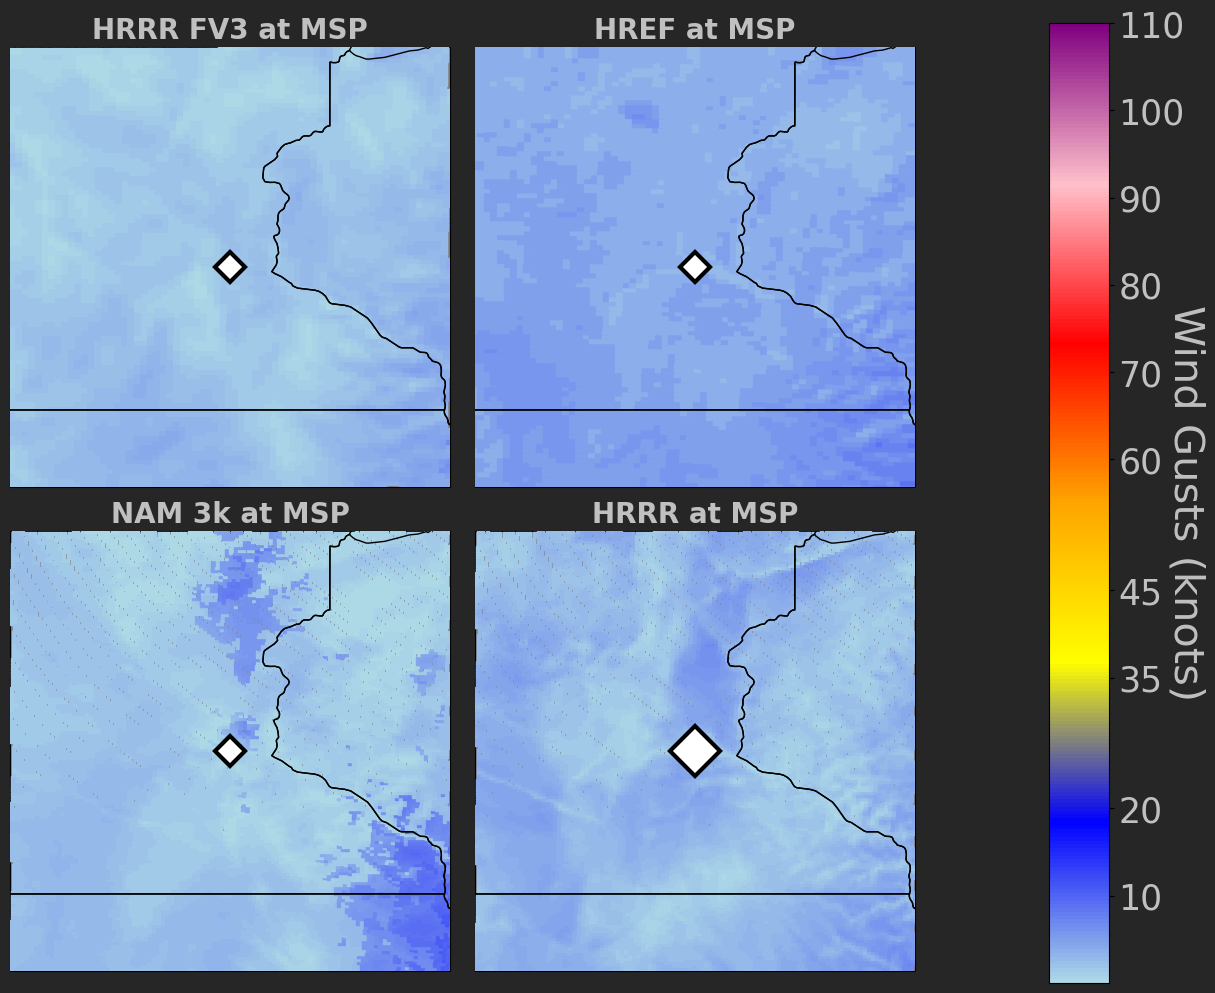 HRRR FV3 at MSP
HREF at MSP
NAM 3k at MSP
HRRR at MSP
110
100
90
80
70
60
45
35
20
10
Wind Gusts (knots)